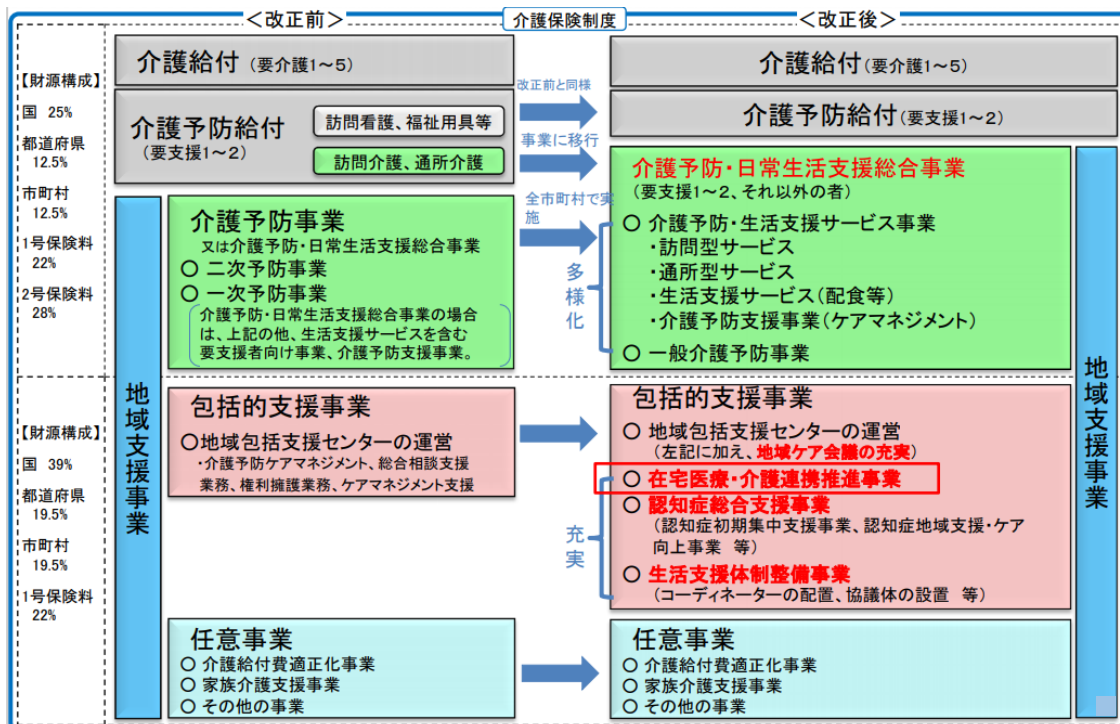 ＜改正前＞
介護保険制度
＜改正後＞
【財源構成】
国 25%
都道府県
12.5%
市町村
12.5%
1号保険料
22%
2号保険料
28%
介護給付（要介護1～5）
介護予防給付
（要支援1～2）
訪問看護、福祉用具等
訪問介護、通所介護
改正前と同様
事業に移行
全市町村で実
施
介護給付（要介護1～5）
介護予防給付（要支援1～2）
地域支援事業
介護予防事業
又は介護予防・日常生活支援総合事業
○ 二次予防事業
○ 一次予防事業
介護予防・日常生活支援総合事業の場合
は、上記の他、生活支援サービスを含む
要支援者向け事業、介護予防支援事業。
多様化
介護予防・日常生活支援総合事業
（要支援1～2、それ以外の者）
○ 介護予防・生活支援サービス事業
・訪問型サービス
・通所型サービス
・生活支援サービス（配食等）
・介護予防支援事業（ケアマネジメント）
○ 一般介護予防事業
地域支援事業
【財源構成】
国 39%
都道府県
19.5%
市町村
19.5%
1号保険料
22%
包括的支援事業
○地域包括支援センターの運営
・介護予防ケアマネジメント、総合相談支援
業務、権利擁護業務、ケアマネジメント支援
充実
包括的支援事業
○ 地域包括支援センターの運営
（左記に加え、地域ケア会議の充実）
○ 在宅医療・介護連携推進事業
○ 認知症総合支援事業
（認知症初期集中支援事業、認知症地域支援・ケア
向上事業 等）
○ 生活支援体制整備事業
（コーディネーターの配置、協議体の設置 等）
任意事業
○ 介護給付費適正化事業
○ 家族介護支援事業
○ その他の事業
任意事業
○ 介護給付費適正化事業
○ 家族介護支援事業
○ その他の事業